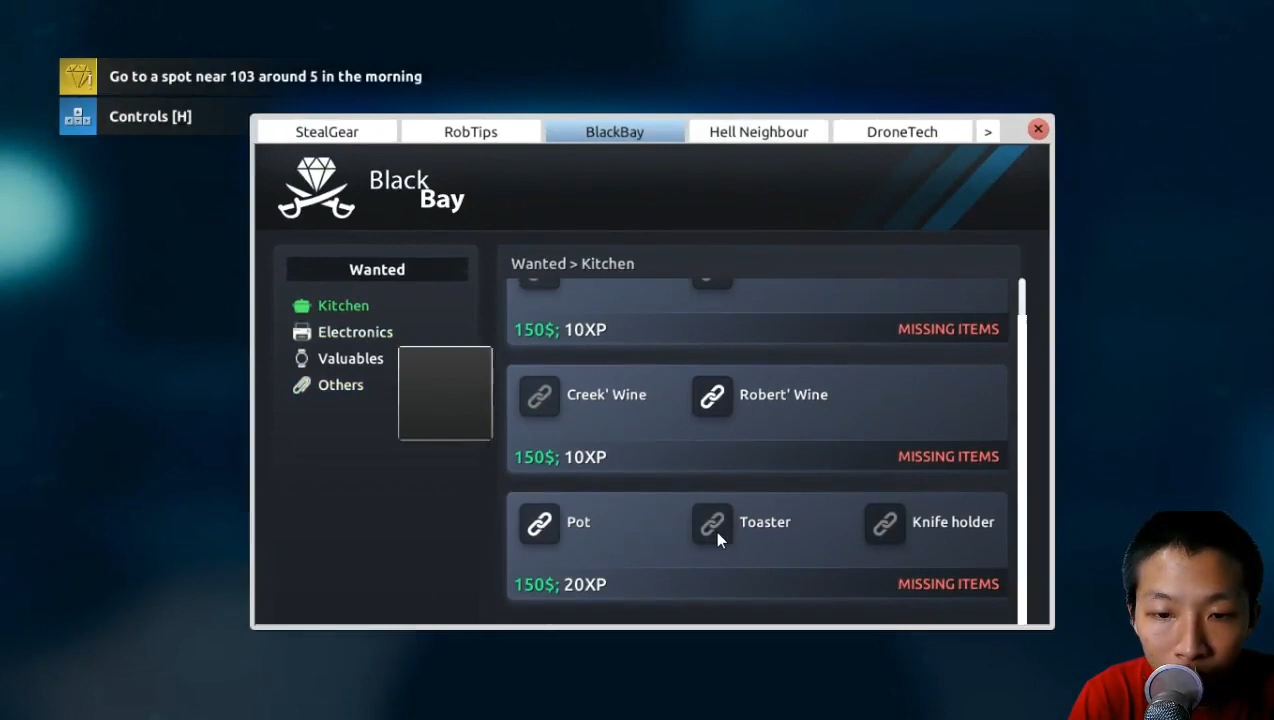 Go to a spot near 103 around 5 in the morning
Controls [H]
StealGear RobTips BlackBay Hell Neighbour DroneTech >
Black
Bay
Wanted
Kitchen
Electronics
Valuables
Others
Wanted > Kitchen
150$; 10XP MISSING ITEMS
Creek' Wine Robert' Wine
150$; 10XP MISSING ITEMS
Pot Toaster Knife holder
150$; 20XP MISSING ITEMS